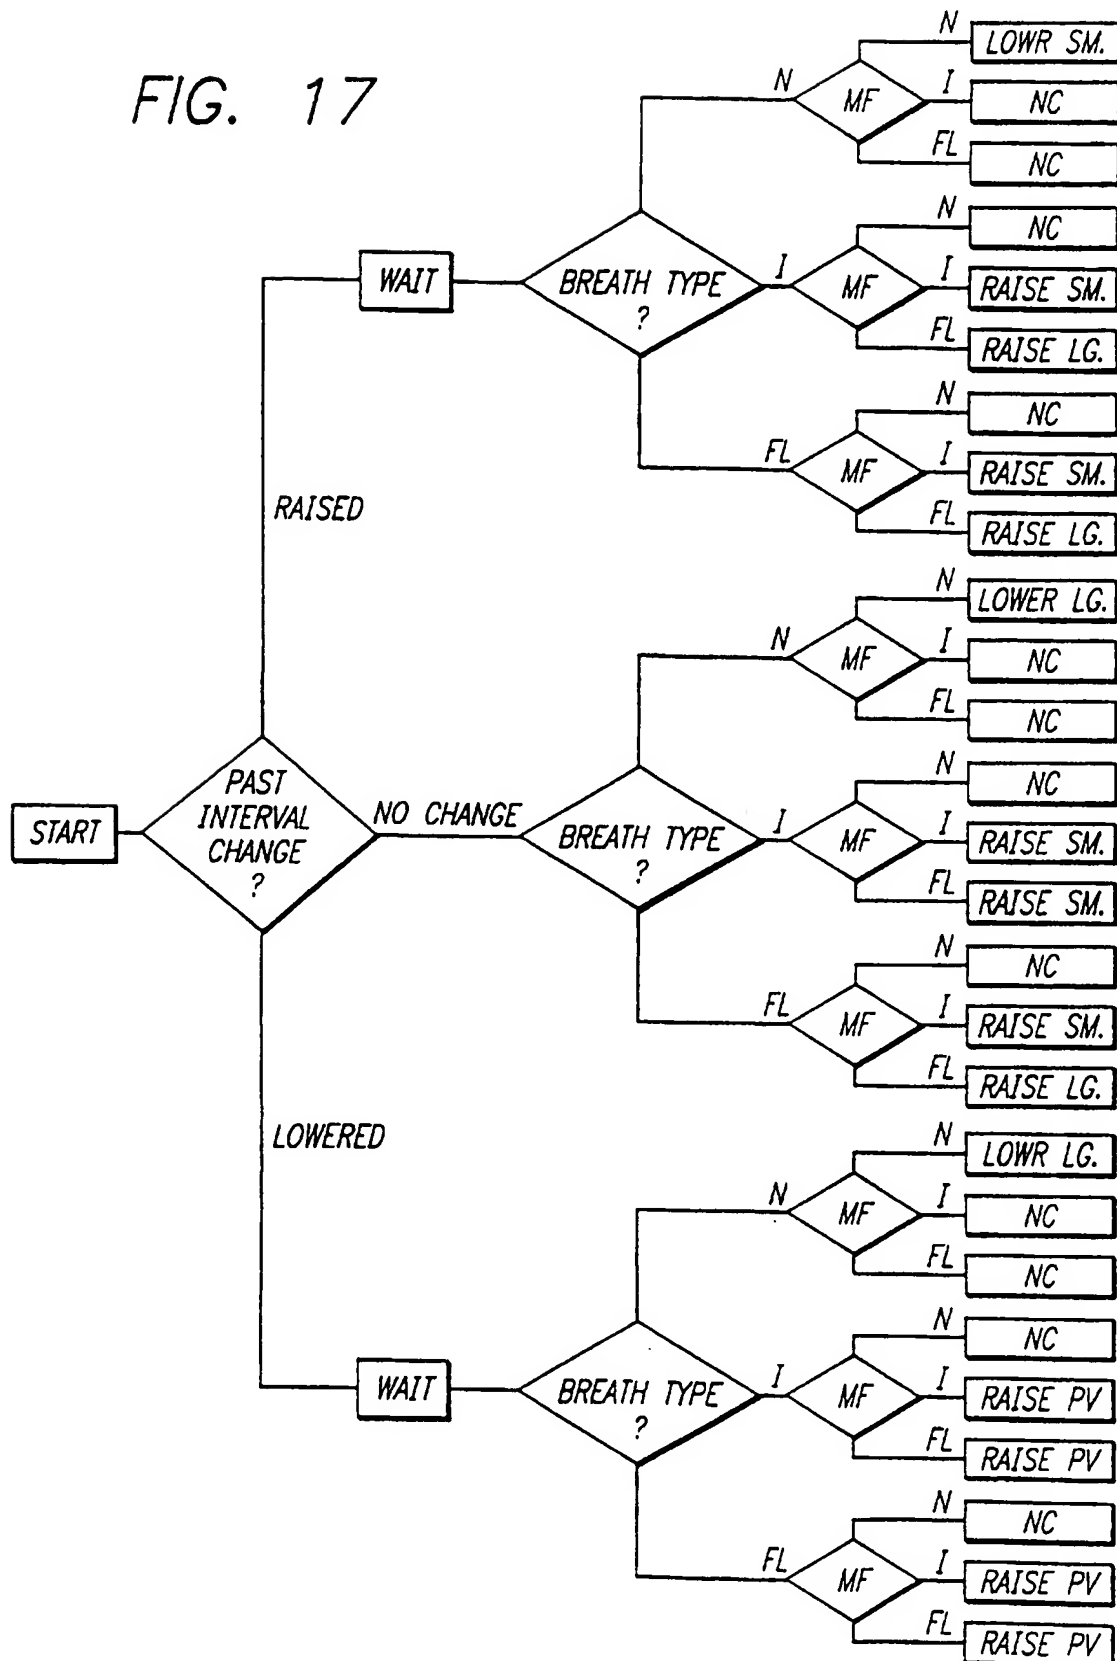 FIG. 17
N
LOWR SM.
N
MF
I
NC
FL
NC
N
NC
WAIT
BREATH TYPE
?
I
MF
I
RAISE SM.
FL
RAISE LG.
N
NC
FL
MF
I
RAISE SM.
FL
RAISE LG.
RAISED
N
LOWER LG.
N
MF
I
NC
FL
NC
START
PAST
INTERVAL
CHANGE
?
NO CHANGE
BREATH TYPE
?
N
NC
I
MF
I
RAISE SM.
FL
RAISE SM.
N
NC
FL
MF
I
RAISE SM.
FL
RAISE LG.
LOWERED
N
LOWR LG.
N
MF
I
NC
FL
NC
WAIT
BREATH TYPE
?
N
NC
I
MF
I
RAISE PV
FL
RAISE PV
N
NC
FL
MF
I
RAISE PV
FL
RAISE PV